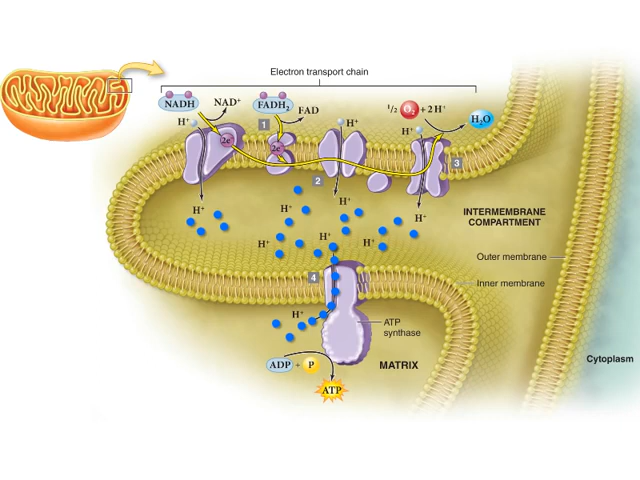 Electron transport chain
NADH
NAD⁺
FADH₂
FAD
½ O₂ + 2 H⁺
H₂O
H⁺
H⁺
H⁺
1
2e⁻
2e⁻
3
2
H⁺
H⁺
H⁺
H⁺
INTERMEMBRANE
COMPARTMENT
H⁺
H⁺
H⁺
Outer membrane
4
Inner membrane
H⁺
ATP
synthase
ADP + P
MATRIX
Cytoplasm
ATP